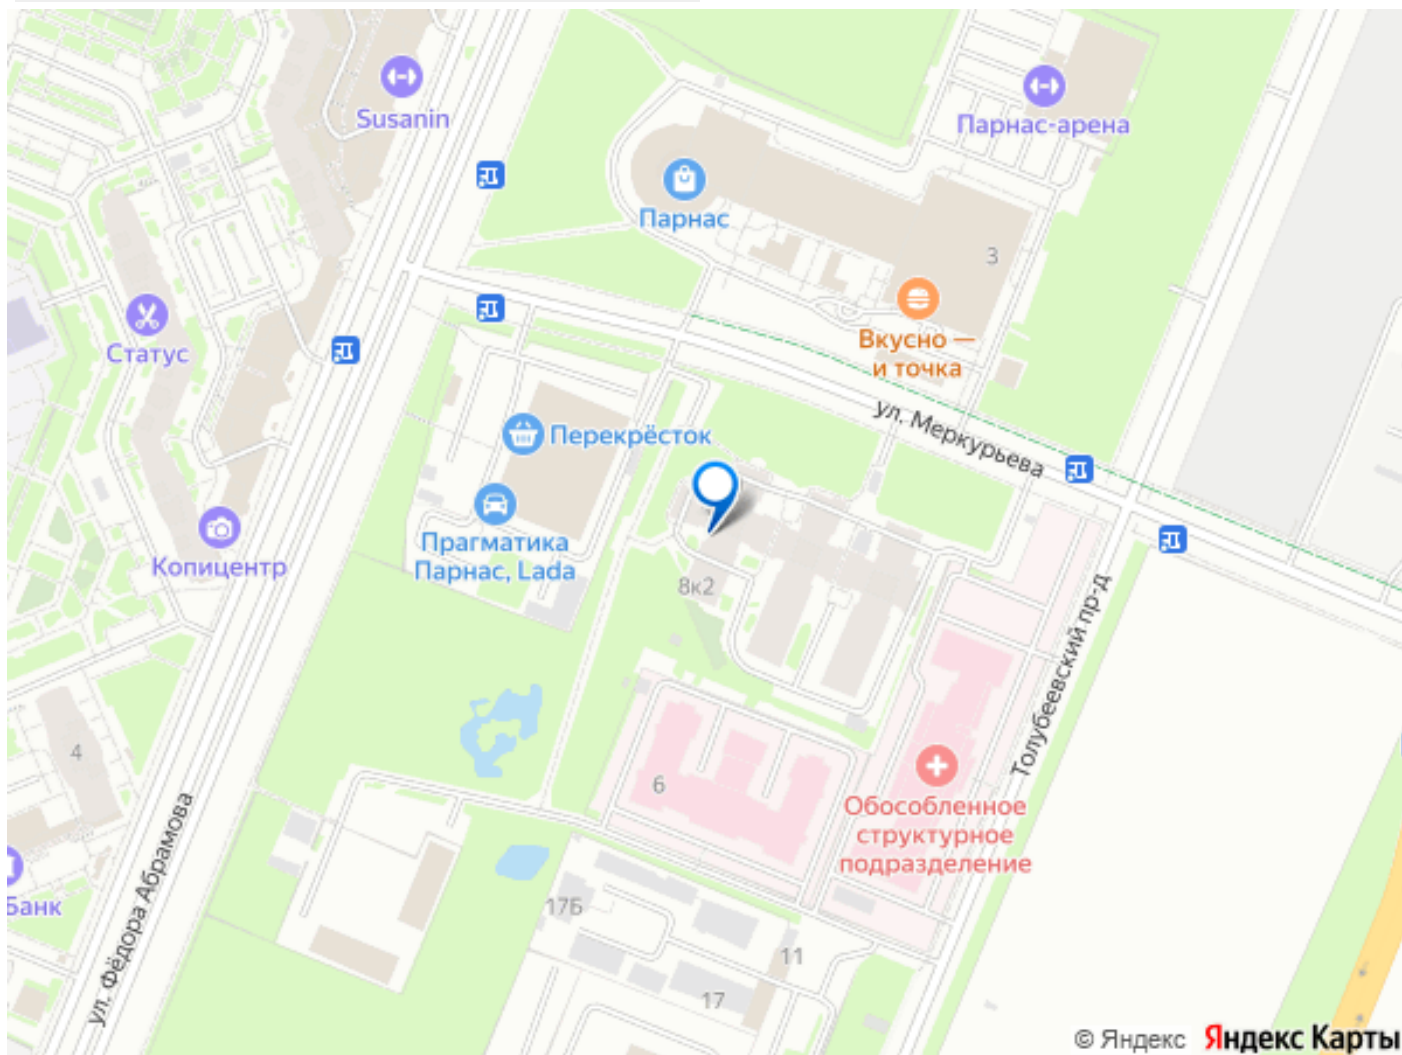 Susanin
Парнас-арена
Парнас
3
Статус
Вкусно —
и точка
ул. Меркурьева
Перекрёсток
Прагматика
Парнас, Lada
Копицентр
8к2
Толубеевский пр-д
4
6
Обособленное
структурное
подразделение
ул. Фёдора Абрамова
Банк
17Б
11
17
© Яндекс Яндекс Карты